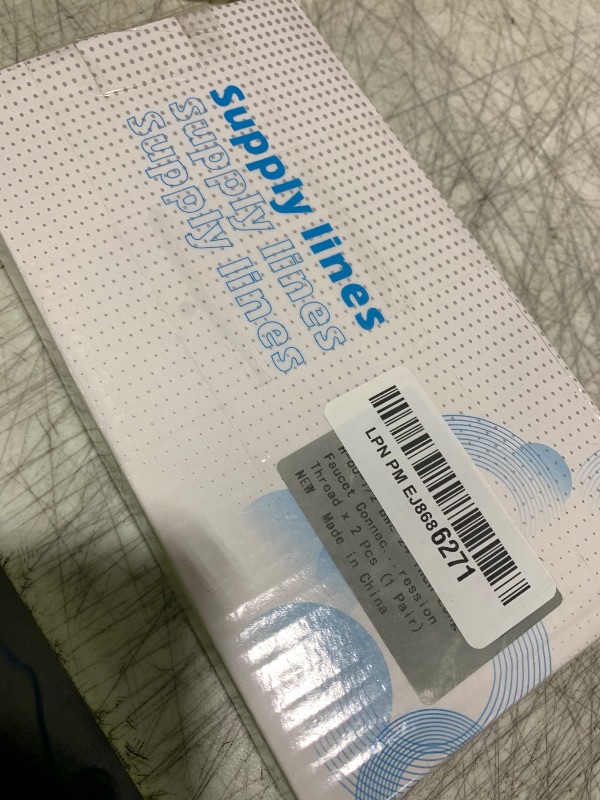 Supply lines
Supply lines
Supply lines
LPN PM EJ8686271
Faucet Connec
ression
Thread x 2 Pcs (1 Pair)
NEW Made in China